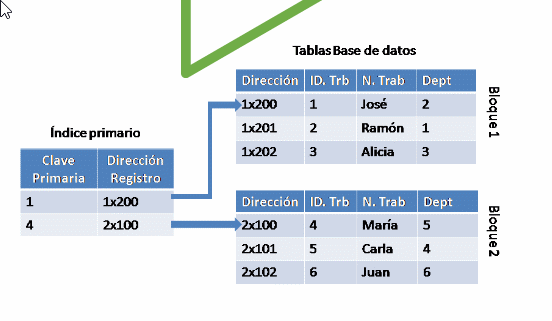 Tablas Base de datos
Dirección ID. Trb N. Trab Dept
1x200 1 José 2
1x201 2 Ramón 1
1x202 3 Alicia 3
Bloque 1
Índice primario
Clave Primaria Dirección Registro
1 1x200
4 2x100
Dirección ID. Trb N. Trab Dept
2x100 4 María 5
2x101 5 Carla 4
2x102 6 Juan 6
Bloque 2